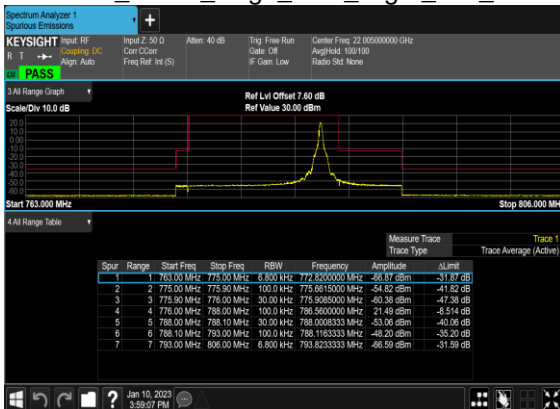 Spectrum Analyzer 1
Spurious Emissions
KEYSIGHT Input: RF Input Z: 50 Ω Atten: 40 dB Trig: Free Run Center Freq: 22.005000000 GHz
R T Coupling: DC Corr CCorr Gate: Off Avg|Hold: 100/100
Align: Auto Freq Ref: Int (S) IF Gain: Low Radio Std: None
PASS
3 All Range Graph
Ref Lvl Offset 7.60 dB
Scale/Div 10.0 dB Ref Value 30.00 dBm
20.0
10.0
0.00
-10.0
-20.0
-30.0
-40.0
-50.0
-60.0
Start 763.000 MHz Stop 806.000 MH
4 All Range Table
Measure Trace Trace 1
Trace Type Trace Average (Active)
Spur Range Start Freq Stop Freq RBW Frequency Amplitude ΔLimit
1 1 763.00 MHz 775.00 MHz 6.800 kHz 772.8200000 MHz -66.87 dBm -31.87 dB
2 2 775.00 MHz 775.90 MHz 100.0 kHz 775.6615000 MHz -54.82 dBm -41.82 dB
3 3 775.90 MHz 776.00 MHz 30.00 kHz 775.9085000 MHz -60.38 dBm -47.38 dB
4 4 776.00 MHz 788.00 MHz 100.0 kHz 786.5600000 MHz 21.49 dBm -8.514 dB
5 5 788.00 MHz 788.10 MHz 30.00 kHz 788.0008333 MHz -53.06 dBm -40.06 dB
6 6 788.10 MHz 793.00 MHz 100.0 kHz 788.1163333 MHz -48.20 dBm -35.20 dB
7 7 793.00 MHz 806.00 MHz 6.800 kHz 793.8233333 MHz -66.59 dBm -31.59 dB
? Jan 10, 2023
3:59:07 PM